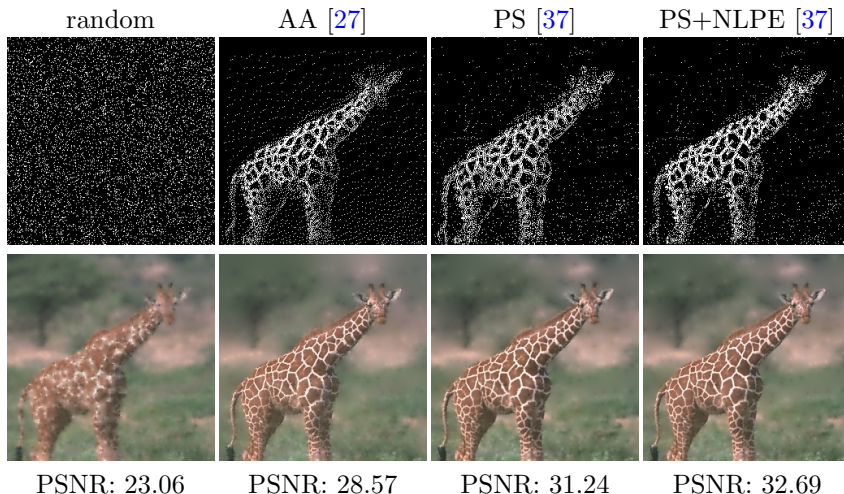 random AA [27] PS [37] PS+NLPE [37]
PSNR: 23.06 PSNR: 28.57 PSNR: 31.24 PSNR: 32.69